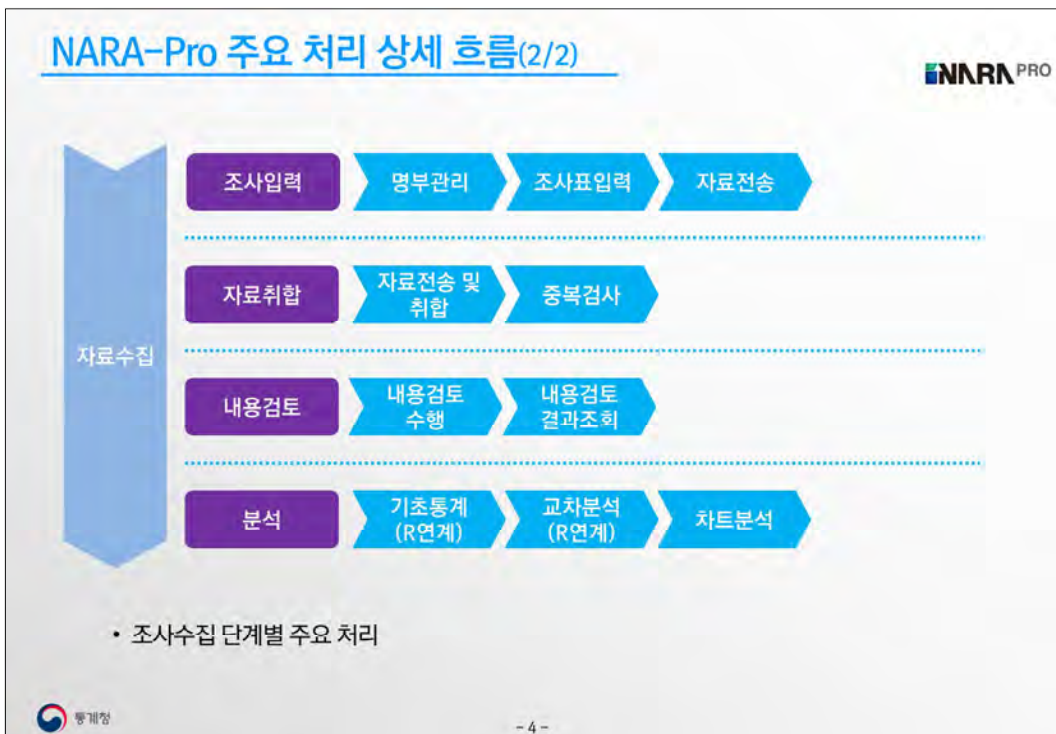 NARA-Pro 주요 처리 상세 흐름(2/2)
NARA PRO
자료수집
조사입력
명부관리
조사표입력
자료전송
자료취합
자료전송 및
취합
중복검사
내용검토
내용검토
수행
내용검토
결과조회
분석
기초통계
(R연계)
교차분석
(R연계)
차트분석
• 조사수집 단계별 주요 처리
통계청
- 4 -